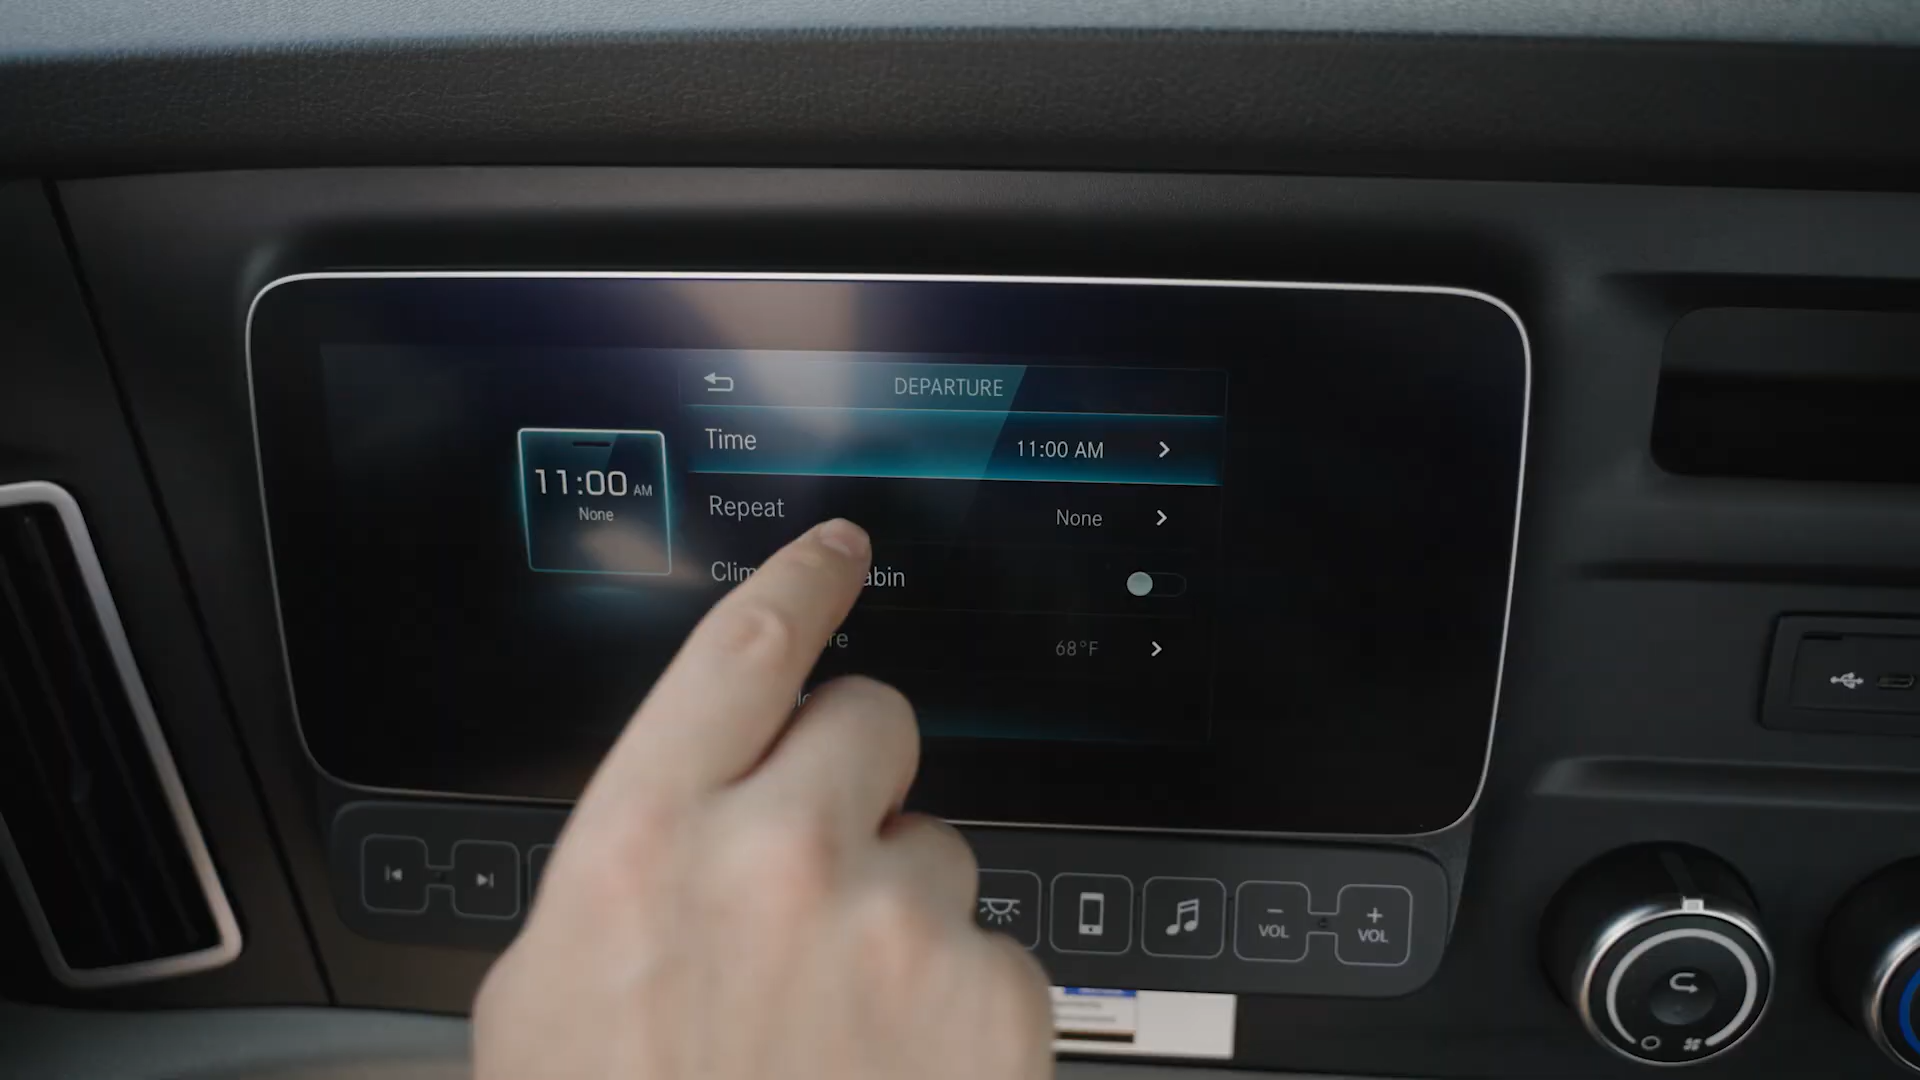 DEPARTURE
Time 11:00 AM
11:00 AM
None
Repeat None
68°F
VOL
VOL